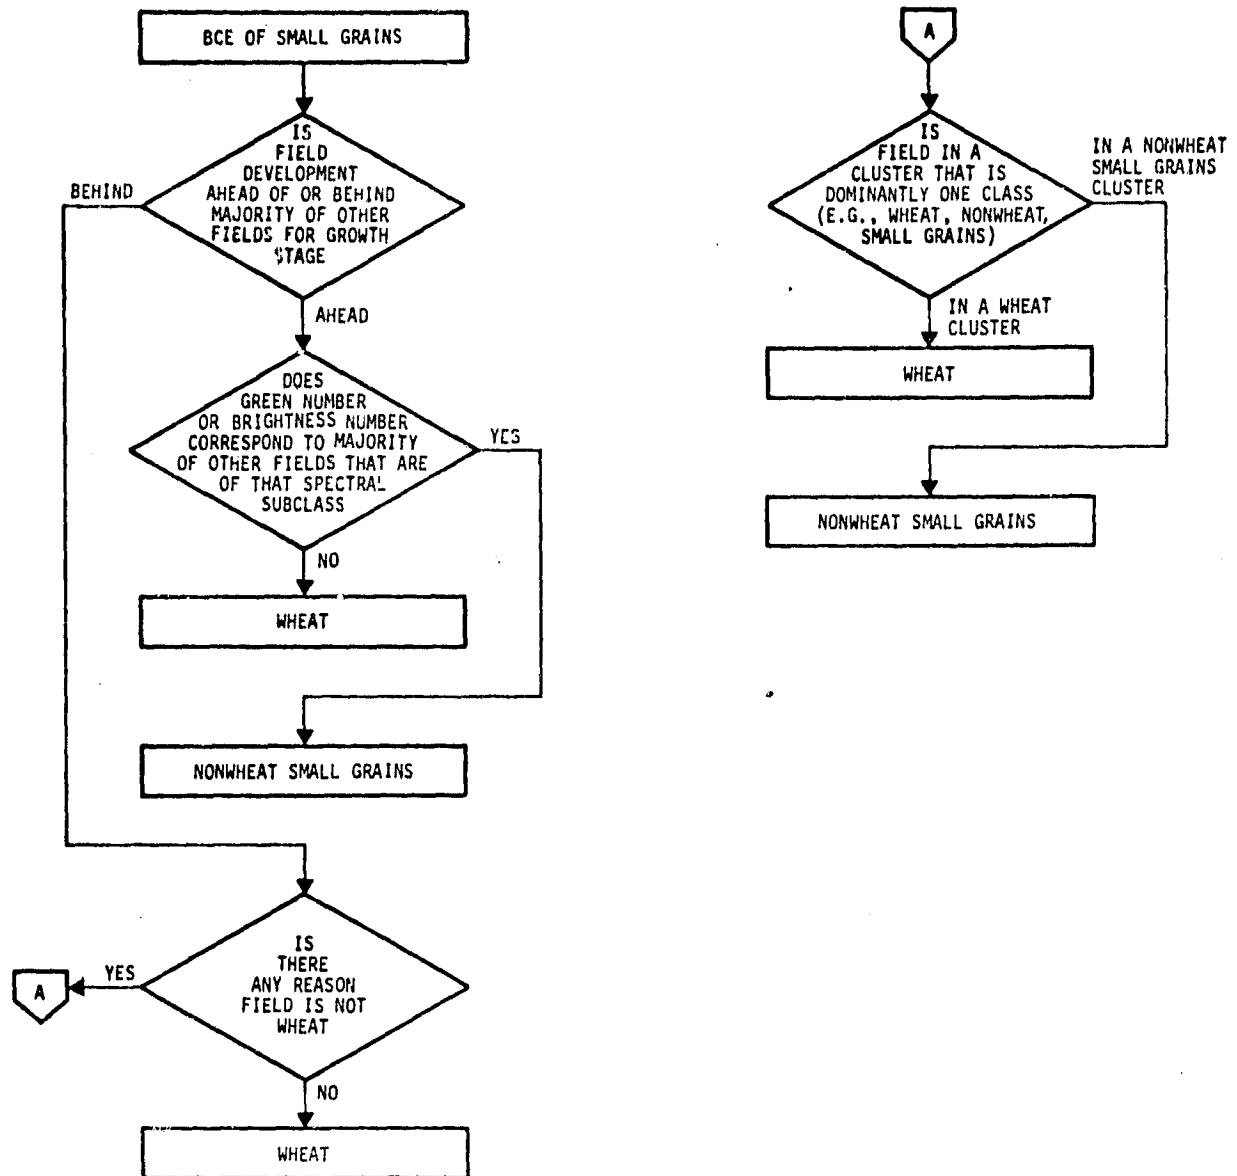 BCE OF SMALL GRAINS
IS
FIELD
DEVELOPMENT
AHEAD OF OR BEHIND
MAJORITY OF OTHER
FIELDS FOR GROWTH
STAGE
BEHIND
AHEAD
DOES
GREEN NUMBER
OR BRIGHTNESS NUMBER
CORRESPOND TO MAJORITY
OF OTHER FIELDS THAT ARE
OF THAT SPECTRAL
SUBCLASS
YES
NO
WHEAT
NONWHEAT SMALL GRAINS
IS
THERE
ANY REASON
FIELD IS NOT
WHEAT
YES
A
NO
WHEAT
A
IS
FIELD IN A
CLUSTER THAT IS
DOMINANTLY ONE CLASS
(E.G., WHEAT, NONWHEAT,
SMALL GRAINS)
IN A NONWHEAT
SMALL GRAINS
CLUSTER
IN A WHEAT
CLUSTER
WHEAT
NONWHEAT SMALL GRAINS